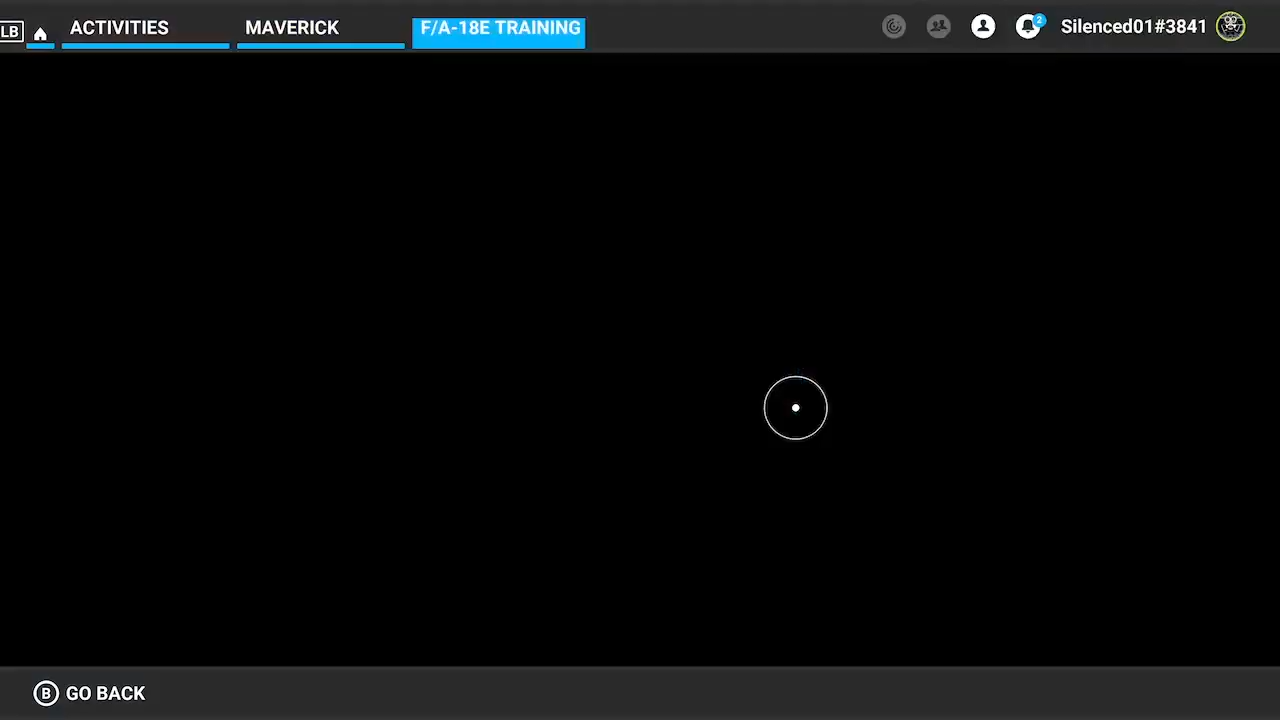 LB
ACTIVITIES
MAVERICK
F/A-18E TRAINING
2
Silenced01#3841
B GO BACK